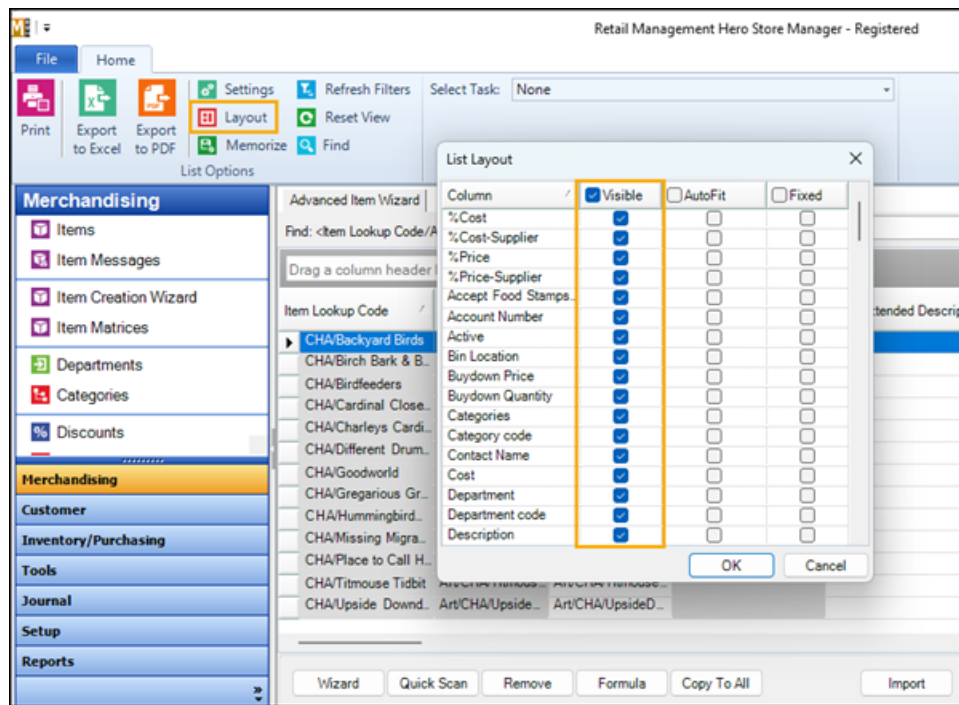 Retail Management Hero Store Manager - Registered
File
Home
Print
Export to Excel
Export to PDF
Settings
Layout
Memorize
Refresh Filters
Reset View
Find
List Options
Select Task: None
Merchandising
Items
Item Messages
Item Creation Wizard
Item Matrices
Departments
Categories
Discounts
Merchandising
Customer
Inventory/Purchasing
Tools
Journal
Setup
Reports
Advanced Item Wizard
Find: <Item Lookup Code/A
Drag a column header
Item Lookup Code
tended Descrip
CHA/Backyard Birds
CHA/Birch Bark & B...
CHA/Birdfeeders
CHA/Cardinal Close...
CHA/Charleys Cardi...
CHA/Different Drum...
CHA/Goodworld
CHA/Gregarious Gr...
CHA/Hummingbird...
CHA/Missing Migra...
CHA/Place to Call H...
CHA/Titmouse Tidbit
CHA/Upside Downd... Art/CHA/Upside... Art/CHA/UpsideD...
List Layout
Column Visible AutoFit Fixed
%Cost
%Cost-Supplier
%Price
%Price-Supplier
Accept Food Stamps...
Account Number
Active
Bin Location
Buydown Price
Buydown Quantity
Categories
Category code
Contact Name
Cost
Department
Department code
Description
OK Cancel
Wizard Quick Scan Remove Formula Copy To All Import